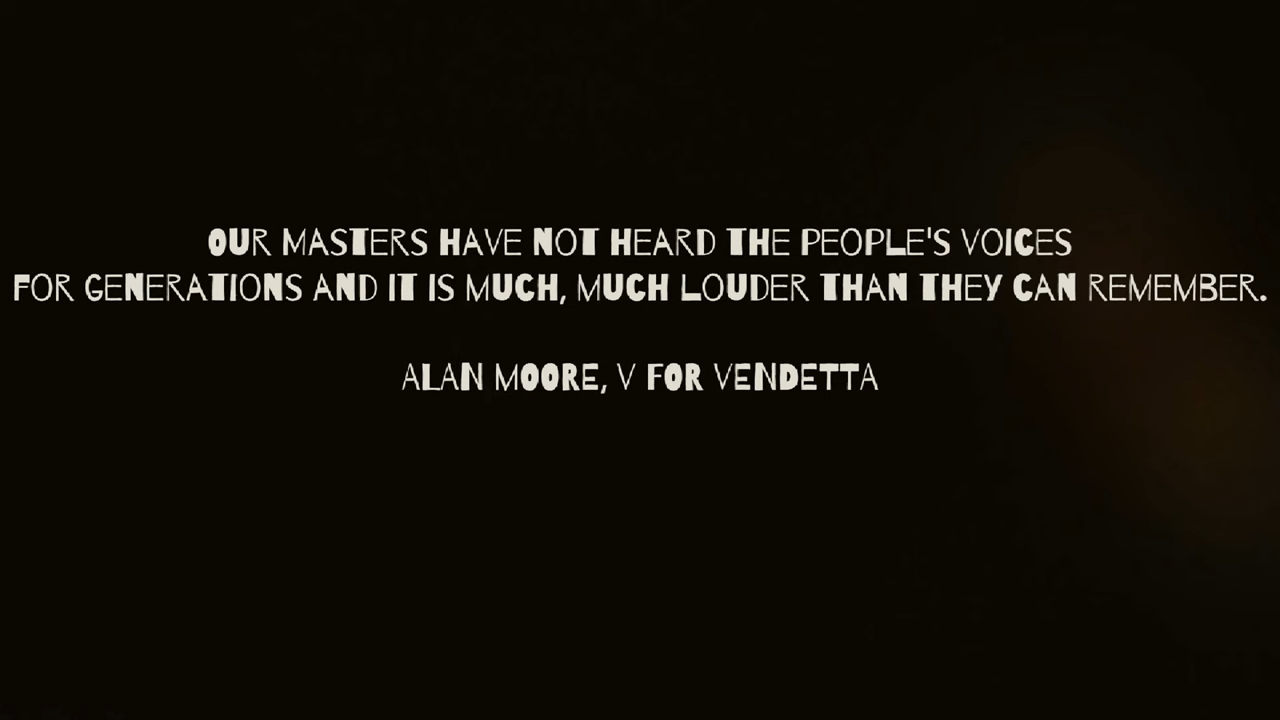 OUR MASTERS HAVE NOT HEARD THE PEOPLE'S VOICES
FOR GENERATIONS AND IT IS MUCH, MUCH LOUDER THAN THEY CAN REMEMBER.
ALAN MOORE, V FOR VENDETTA